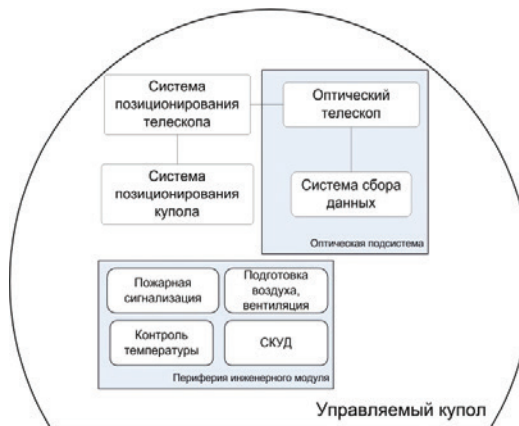 Система
позиционирования
телескопа
Оптический
телескоп
Система
позиционирования
купола
Система сбора
данных
Оптическая подсистема
Пожарная
сигнализация
Подготовка
воздуха,
вентиляция
Контроль
температуры
СКУД
Периферия инженерного модуля
Управляемый купол